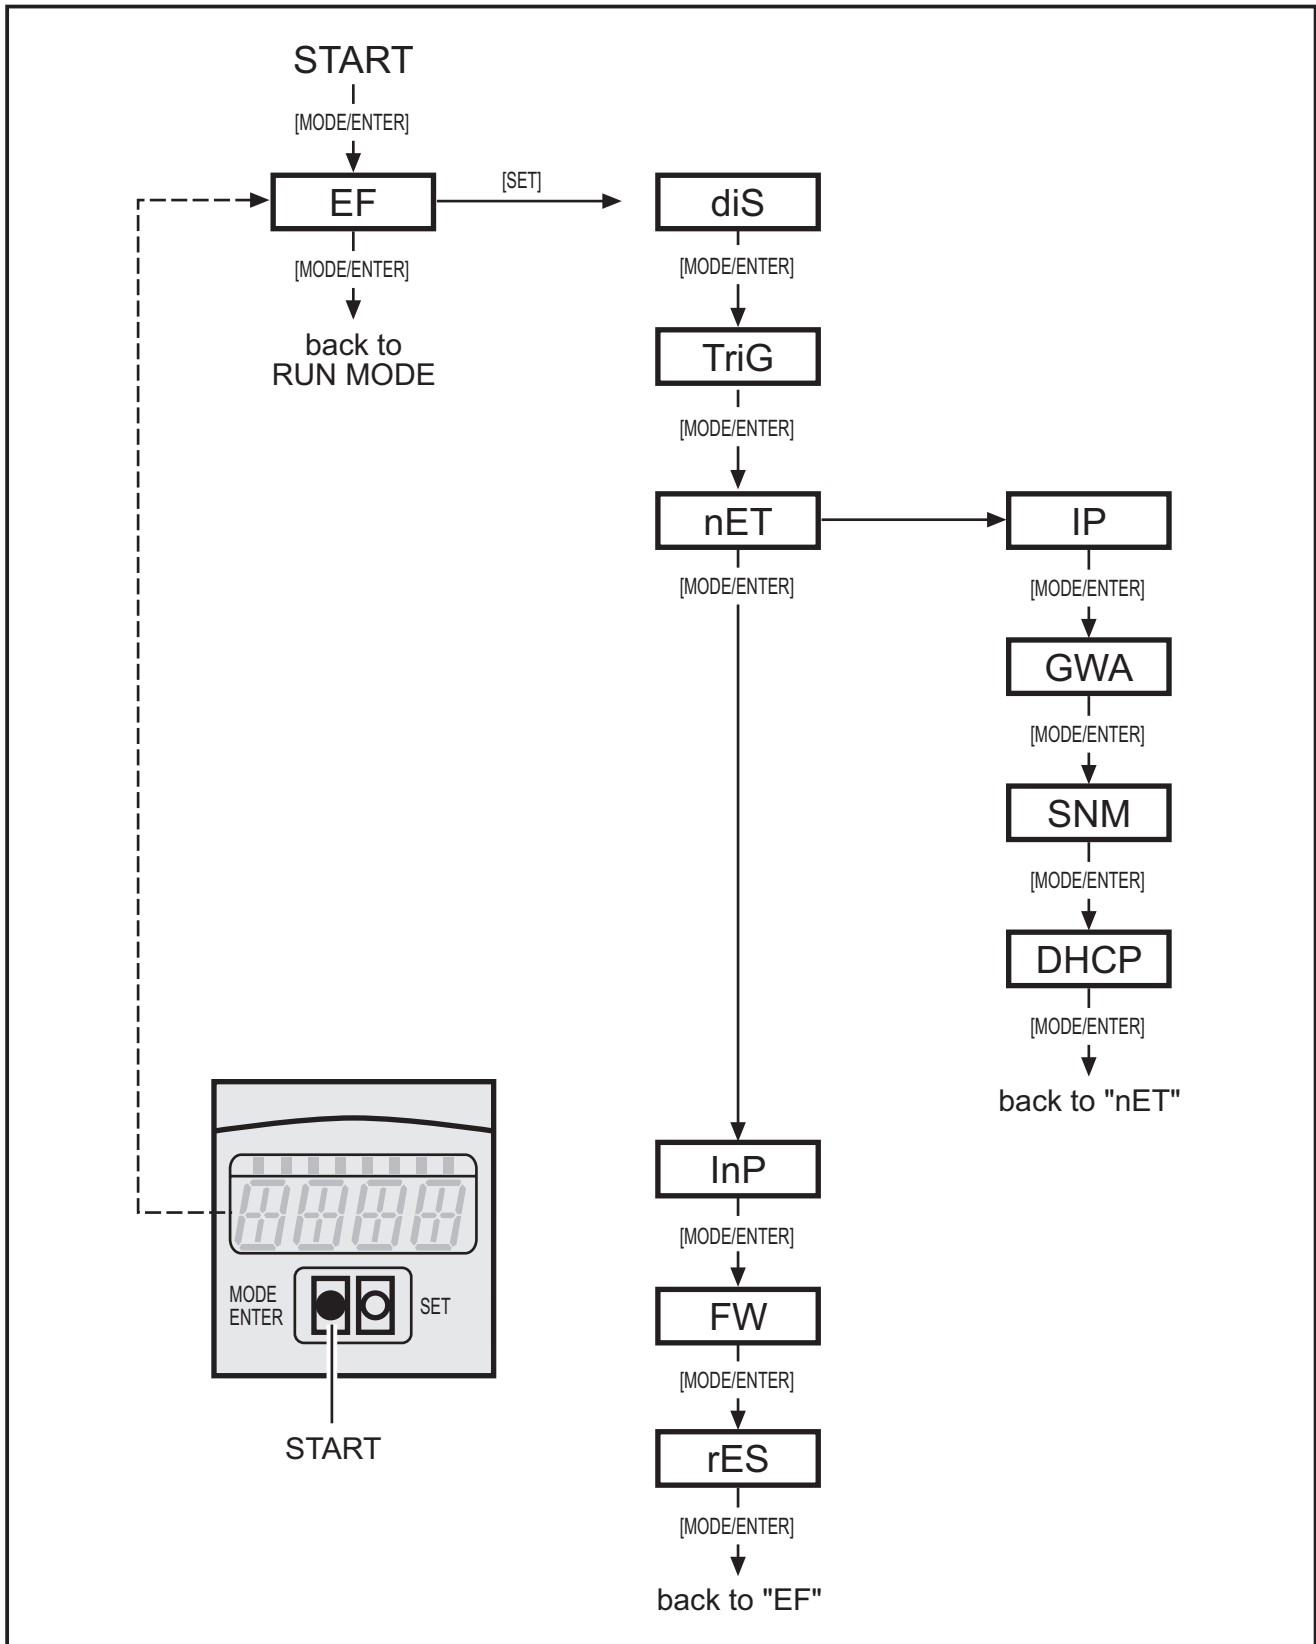 START
[MODE/ENTER]
EF
[SET]
diS
[MODE/ENTER]
[MODE/ENTER]
back to
RUN MODE
TriG
[MODE/ENTER]
nET
IP
[MODE/ENTER]
[MODE/ENTER]
GWA
[MODE/ENTER]
SNM
[MODE/ENTER]
DHCP
[MODE/ENTER]
back to "nET"
InP
[MODE/ENTER]
FW
[MODE/ENTER]
rES
[MODE/ENTER]
back to "EF"
MODE
ENTER
SET
START